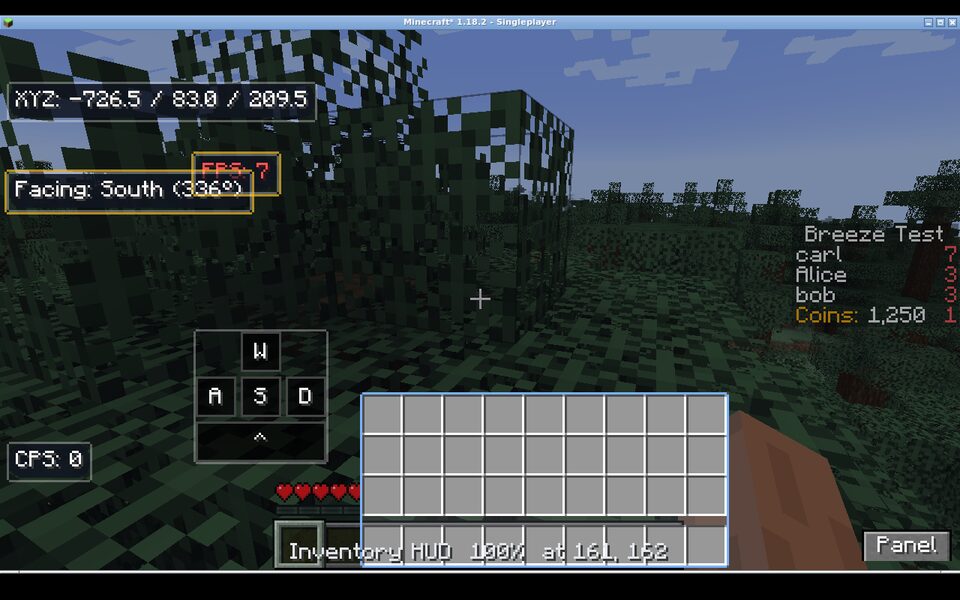 Minecraft* 1.18.2 - Singleplayer
XYZ: -726.5 / 83.0 / 209.5
FPS: 7
Facing: South (336°)
Breeze Test
carl 7
Alice 3
bob 3
Coins: 1,250 1
W
A S D
^
CPS: 0
Inventory HUD 100% at 161, 162
Panel